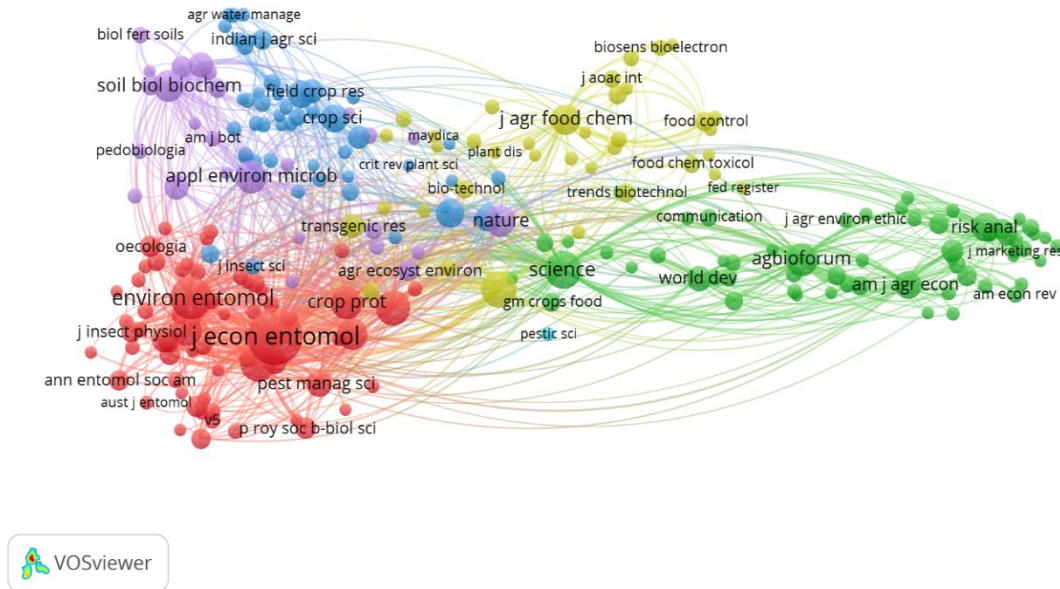 agr water manage
biol fert soils
indian j agr sci
biosens bioelectron
j aoac int
soil biol biochem
field crop res
crop sci
j agr food chem
food control
am j bot
maydica
pedobiologia
plant dis
crit rev plant sci
food chem toxicol
appl environ microb
bio-technol
trends biotechnol
fed register
transgenic res
nature
communication
j agr environ ethic
risk anal
oecologia
j insect sci
agr ecosyst environ
science
agbioforum
j marketing res
world dev
environ entomol
crop prot
gm crops food
am j agr econ
am econ rev
j insect physiol
j econ entomol
pestic sci
ann entomol soc am
pest manag sci
aust j entomol
v5
p roy soc b-biol sci
VOSviewer